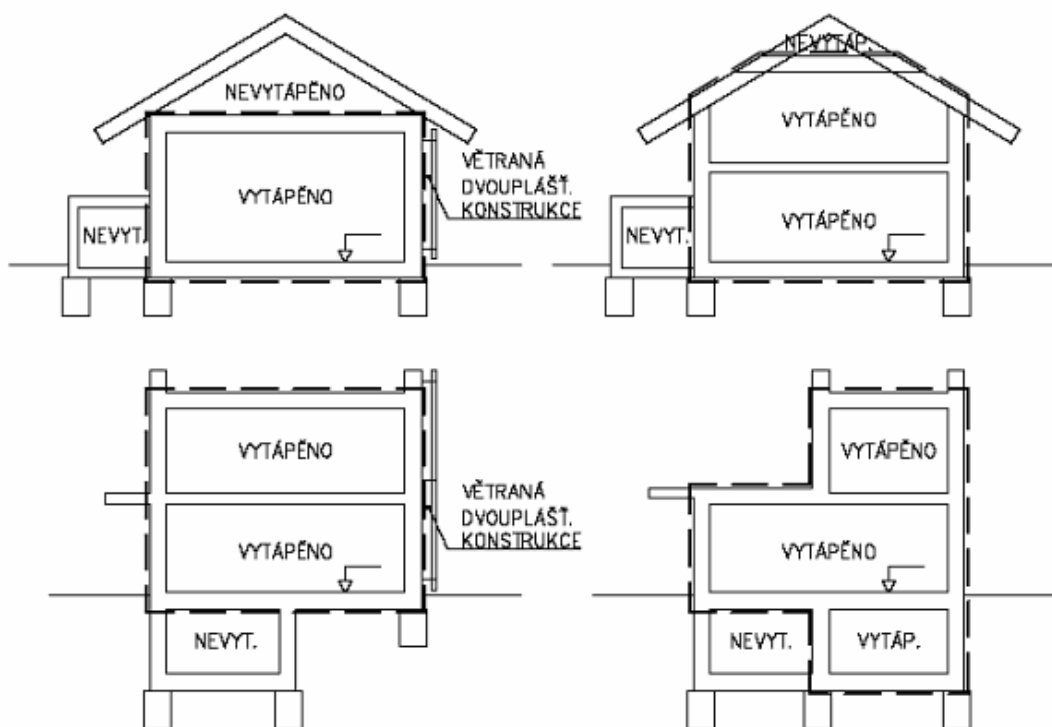 NEVYTÁPĚNO
VĚTRANÁ
DVOUPLÁŠŤ.
KONSTRUKCE
VYTÁPĚNO
NEVYT.
NEVYTÁP.
VYTÁPĚNO
VYTÁPĚNO
NEVYT.
VYTÁPĚNO
VĚTRANÁ
DVOUPLÁŠŤ.
KONSTRUKCE
VYTÁPĚNO
NEVYT.
VYTÁPĚNO
VYTÁPĚNO
NEVYT.
VYTÁP.